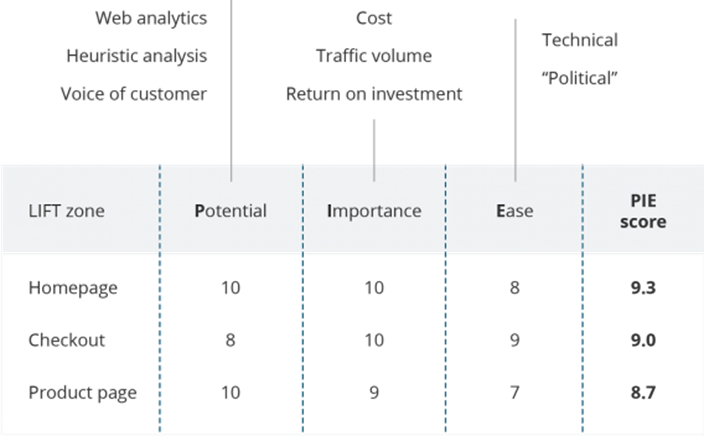 Web analytics
Heuristic analysis
Voice of customer
Cost
Traffic volume
Return on investment
Technical
“Political”
LIFT zone Potential Importance Ease PIE score
Homepage 10 10 8 9.3
Checkout 8 10 9 9.0
Product page 10 9 7 8.7